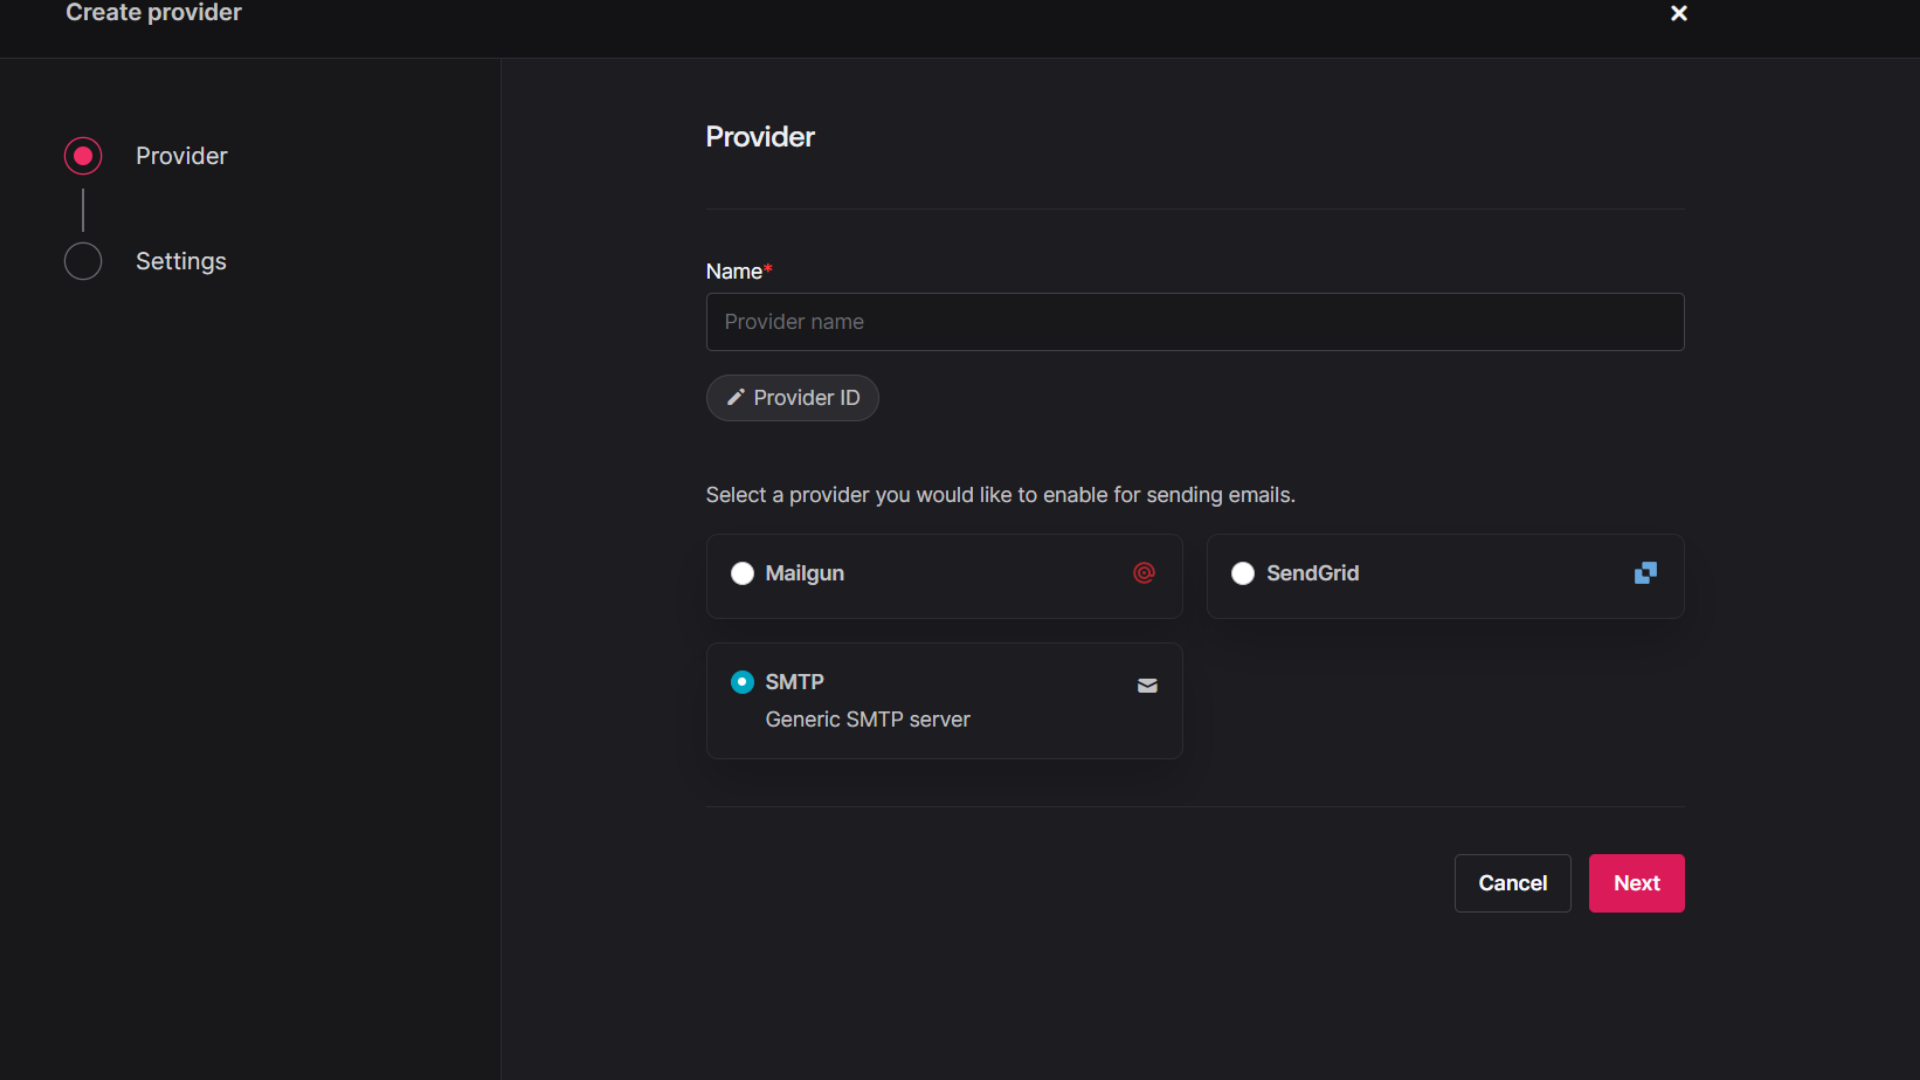 Create provider
Provider
Settings
Provider
Name*
Provider name
Provider ID
Select a provider you would like to enable for sending emails.
Mailgun
SendGrid
SMTP
Generic SMTP server
Cancel
Next